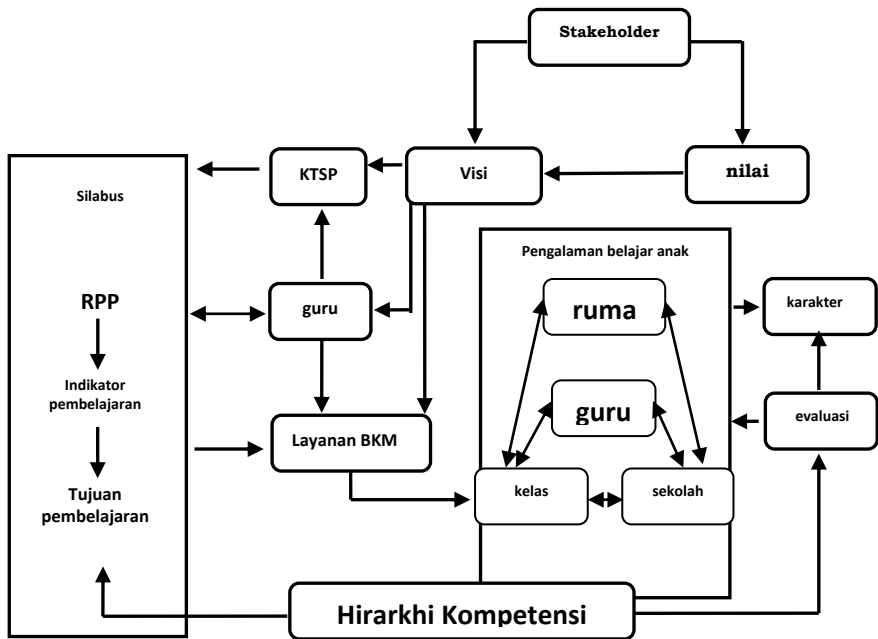 Stakeholder
KTSP
Visi
nilai
Silabus
Pengalaman belajar anak
RPP
guru
ruma
karakter
Indikator
pembelajaran
guru
evaluasi
Layanan BKM
Tujuan
pembelajaran
kelas
sekolah
Hirarkhi Kompetensi